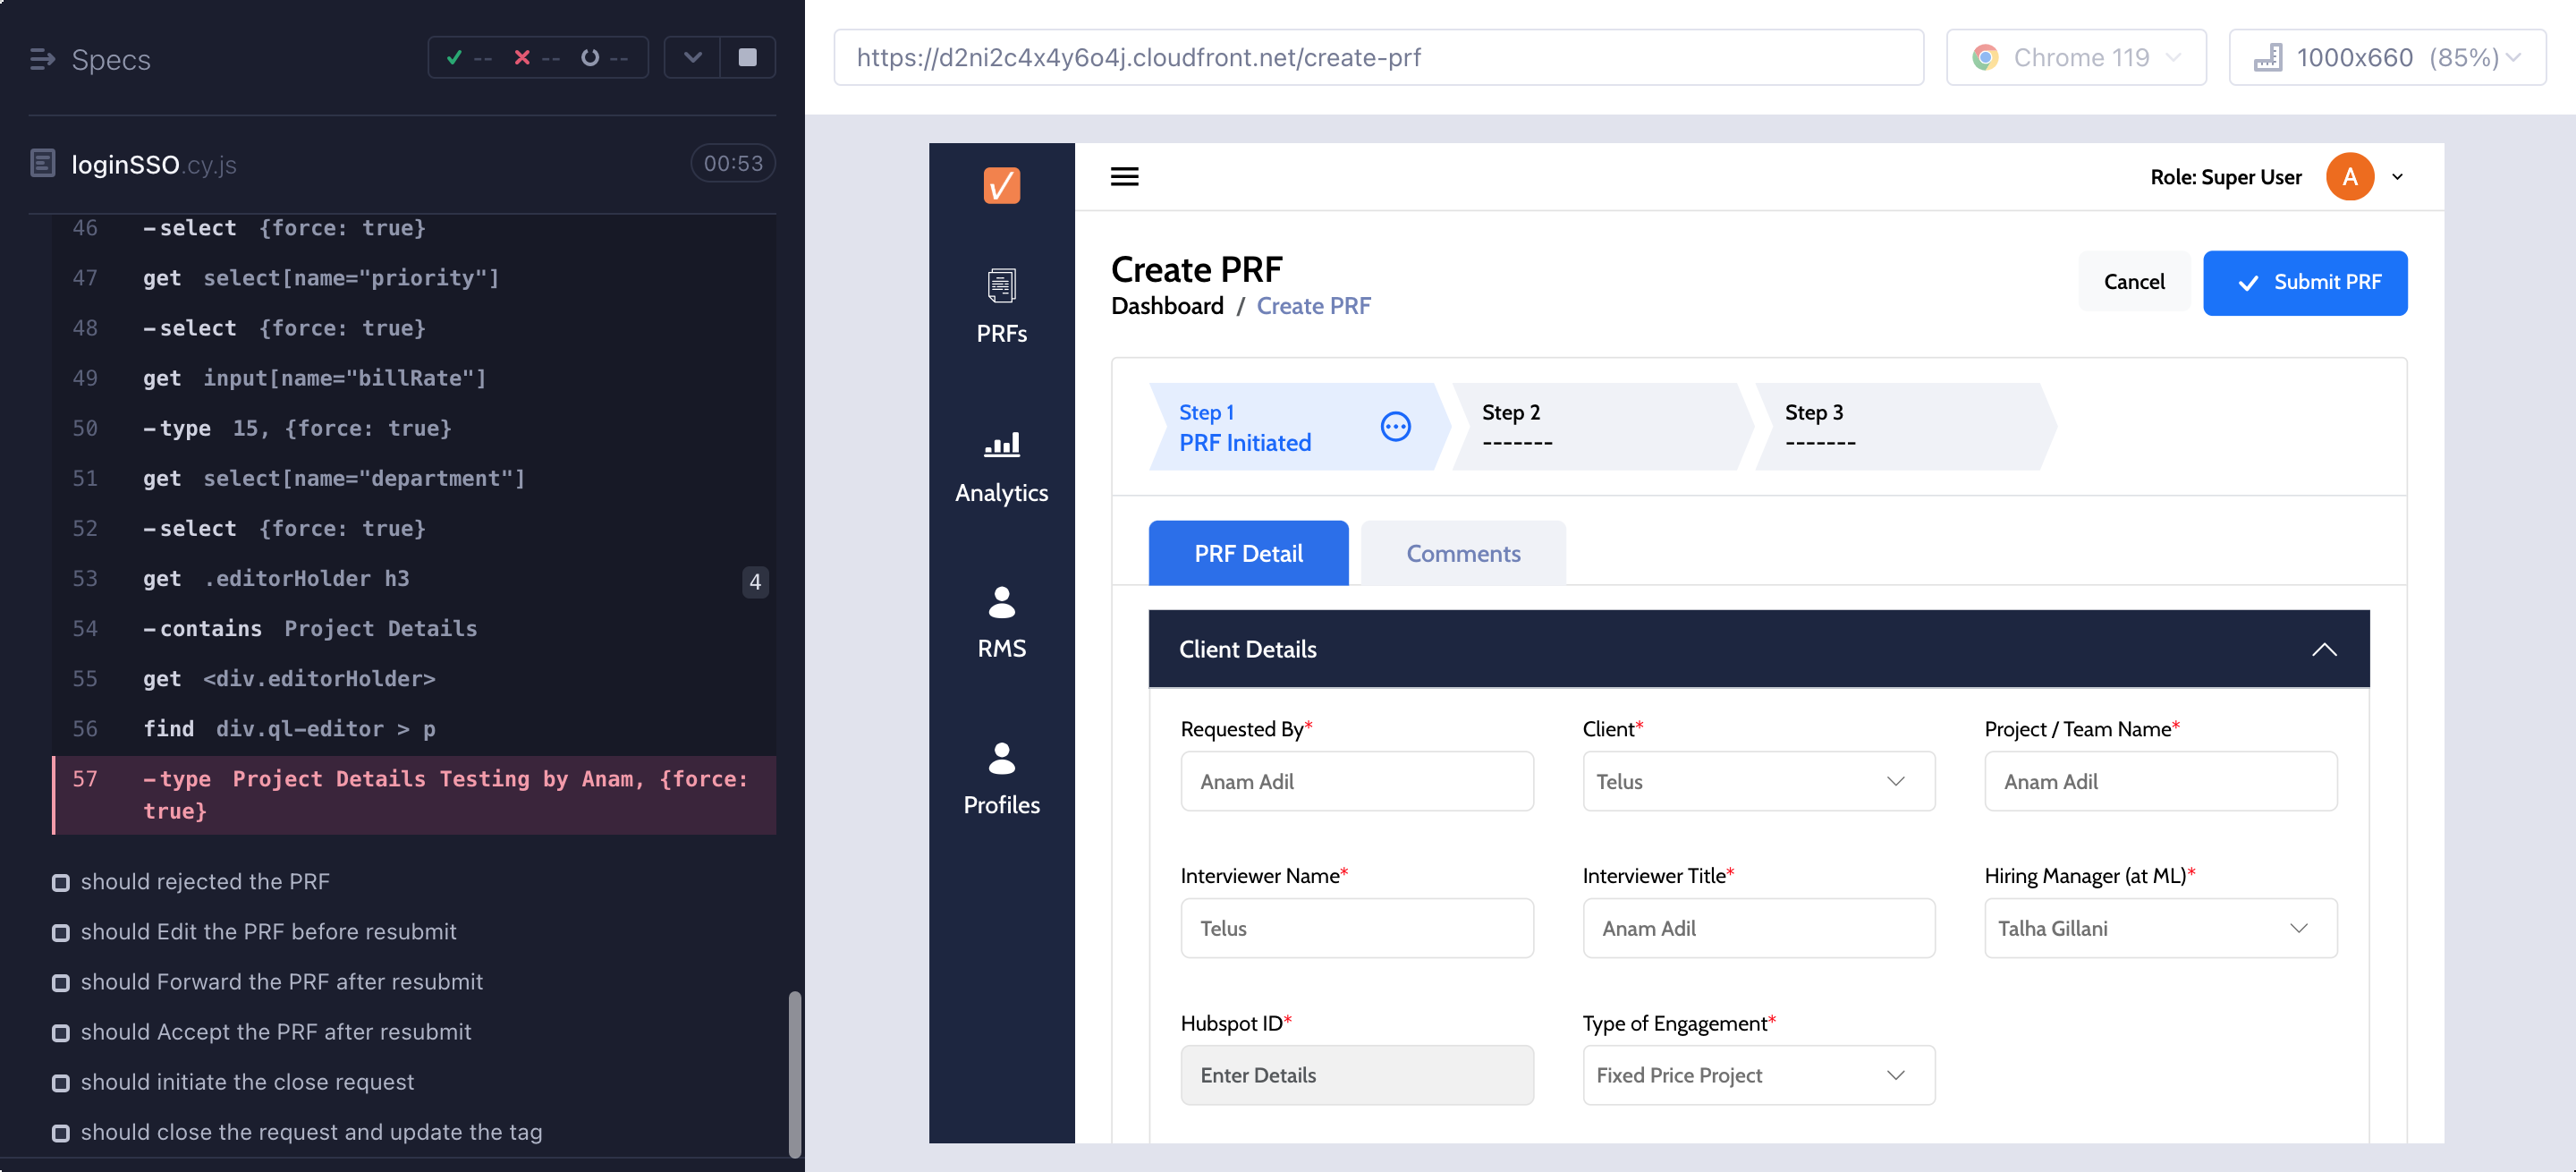 Specs
-- -- --
loginSSO.cy.js
00:53
46 -select {force: true}
47 get select[name="priority"]
48 -select {force: true}
49 get input[name="billRate"]
50 -type 15, {force: true}
51 get select[name="department"]
52 -select {force: true}
53 get .editorHolder h3 4
54 -contains Project Details
55 get <div.editorHolder>
56 find div.ql-editor > p
57 -type Project Details Testing by Anam, {force:
true}
should rejected the PRF
should Edit the PRF before resubmit
should Forward the PRF after resubmit
should Accept the PRF after resubmit
should initiate the close request
should close the request and update the tag
https://d2ni2c4x4y6o4j.cloudfront.net/create-prf
Chrome 119
1000x660 (85%)
PRFs
Analytics
RMS
Profiles
Role: Super User A
Create PRF
Dashboard / Create PRF
Cancel
Submit PRF
Step 1
PRF Initiated
Step 2
-------
Step 3
-------
PRF Detail
Comments
Client Details
Requested By* Client* Project / Team Name*
Anam Adil Telus Anam Adil
Interviewer Name* Interviewer Title* Hiring Manager (at ML)*
Telus Anam Adil Talha Gillani
Hubspot ID* Type of Engagement*
Enter Details Fixed Price Project